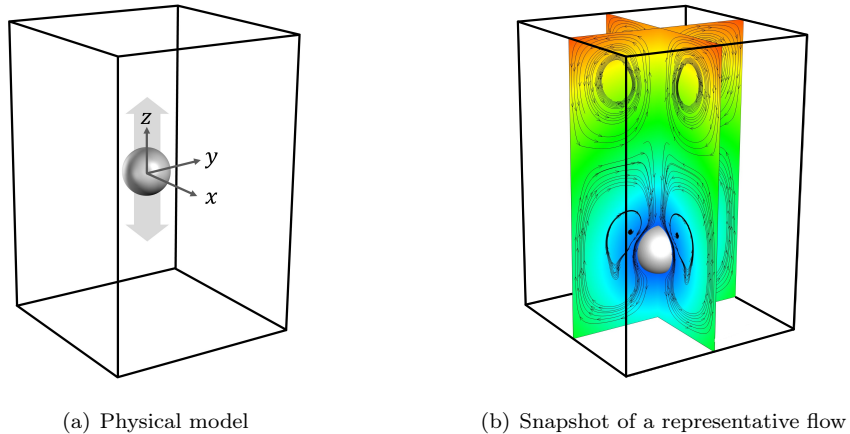 z
y
x
(a) Physical model
(b) Snapshot of a representative flow